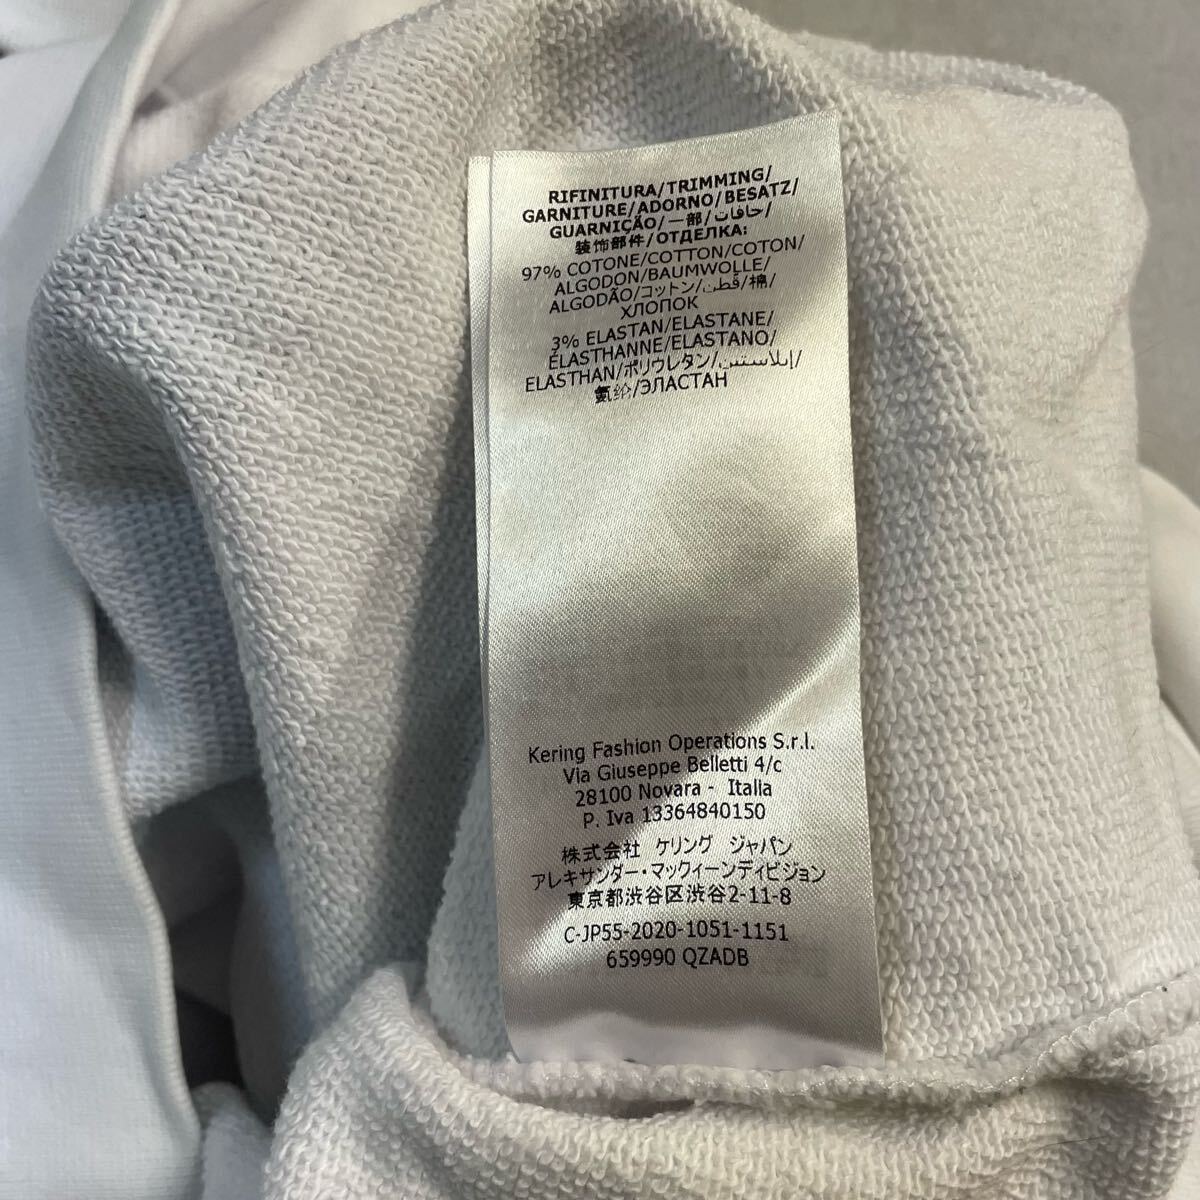 RIFINITURA/TRIMMING/
GARNITURE/ADORNO/BESATZ/
GUARNIÇÃO/一部/حافات/
装饰部件/ОТДЕЛКА:
97% COTONE/COTTON/COTON/
ALGODON/BAUMWOLLE/
ALGODÃO/コットン/قطن/棉/
ХЛОПОК
3% ELASTAN/ELASTANE/
ÉLASTHANNE/ELASTANO/
ELASTHAN/ポリウレタン/إيلاستين/
氨纶/ЭЛАСТАН
Kering Fashion Operations S.r.l.
Via Giuseppe Belletti 4/c
28100 Novara - Italia
P. Iva 13364840150
株式会社 ケリング ジャパン
アレキサンダー・マックィーンディビジョン
東京都渋谷区渋谷2-11-8
C-JP55-2020-1051-1151
659990 QZADB